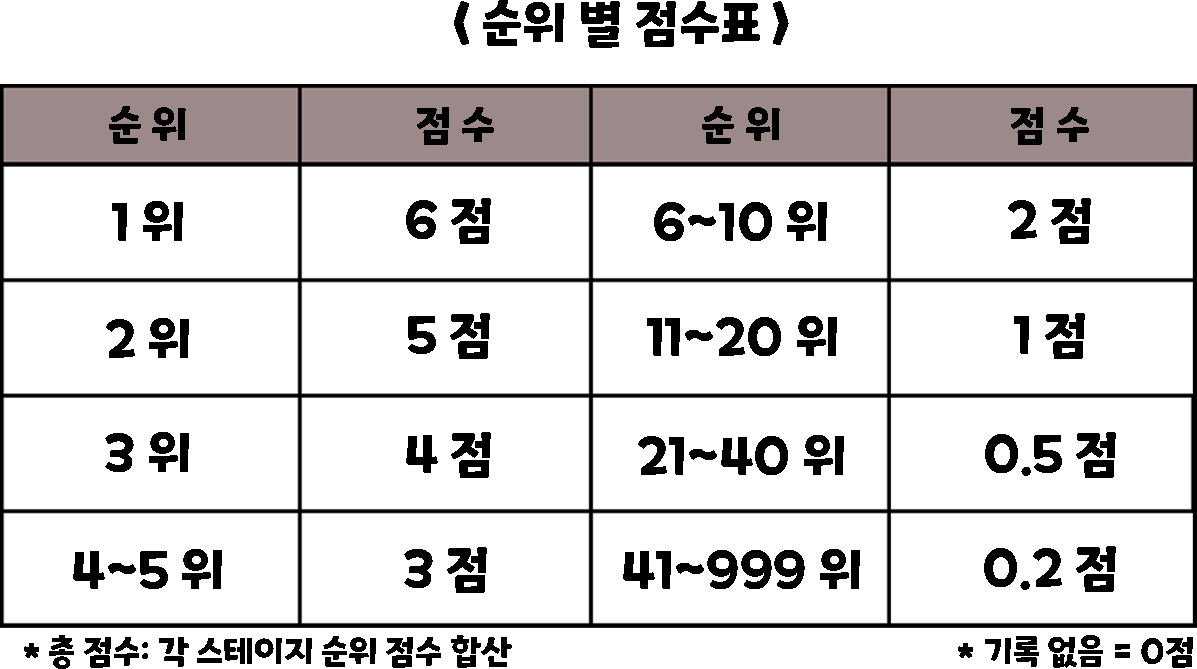 < 순위 별 점수표 >
순 위 점 수 순 위 점 수
1 위 6 점 6~10 위 2 점
2 위 5 점 11~20 위 1 점
3 위 4 점 21~40 위 0.5 점
4~5 위 3 점 41~999 위 0.2 점
* 총 점수: 각 스테이지 순위 점수 합산 * 기록 없음 = 0점